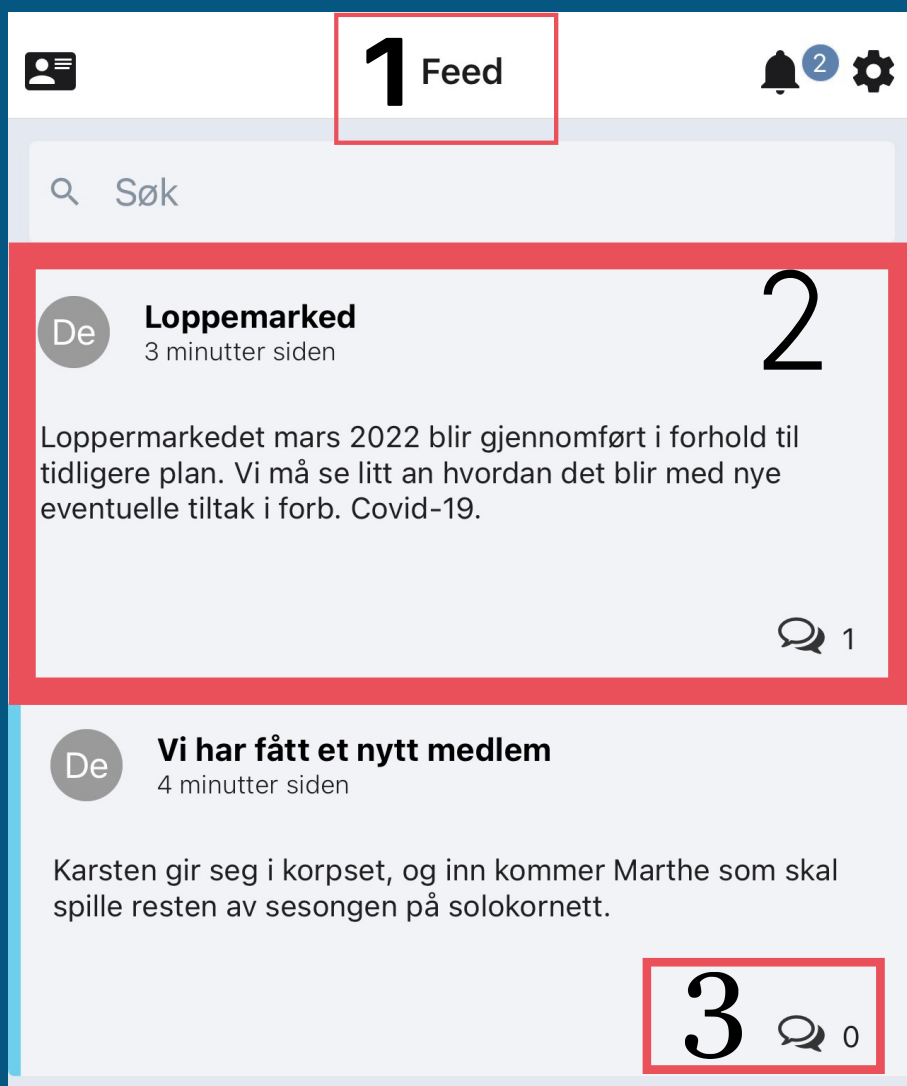 1 Feed 2
Søk
2
De Loppemarked
3 minutter siden
Loppermarkedet mars 2022 blir gjennomført i forhold til
tidligere plan. Vi må se litt an hvordan det blir med nye
eventuelle tiltak i forb. Covid-19.
1
De Vi har fått et nytt medlem
4 minutter siden
Karsten gir seg i korpset, og inn kommer Marthe som skal
spille resten av sesongen på solokornett.
3 0